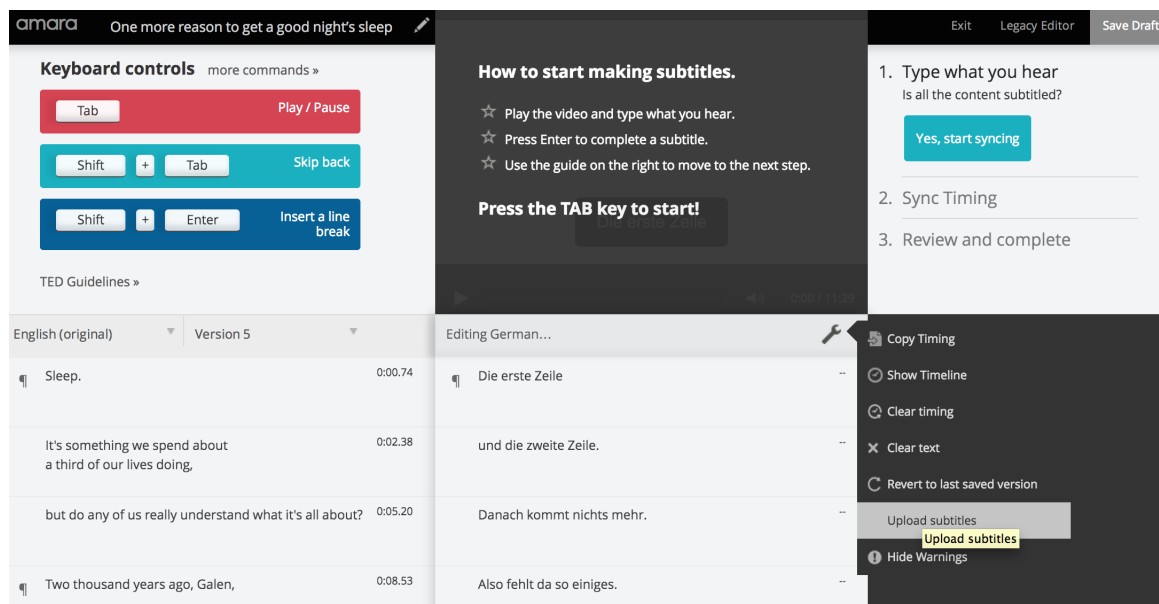 amara
One more reason to get a good night's sleep
Exit
Legacy Editor
Save Draft
Keyboard controls more commands »
Tab
Play / Pause
Shift + Tab
Skip back
Shift + Enter
Insert a line
break
TED Guidelines »
How to start making subtitles.
Play the video and type what you hear.
Press Enter to complete a subtitle.
Use the guide on the right to move to the next step.
Press the TAB key to start!
Die erste Zeile
0:00 / 11:29
1. Type what you hear
Is all the content subtitled?
Yes, start syncing
2. Sync Timing
3. Review and complete
English (original)
Version 5
¶ Sleep. 0:00.74
It's something we spend about
a third of our lives doing,
0:02.38
but do any of us really understand what it's all about? 0:05.20
¶ Two thousand years ago, Galen, 0:08.53
Editing German...
¶ Die erste Zeile --
und die zweite Zeile. --
Danach kommt nichts mehr. --
Also fehlt da so einiges. --
Copy Timing
Show Timeline
Clear timing
Clear text
Revert to last saved version
Upload subtitles
Upload subtitles
Hide Warnings